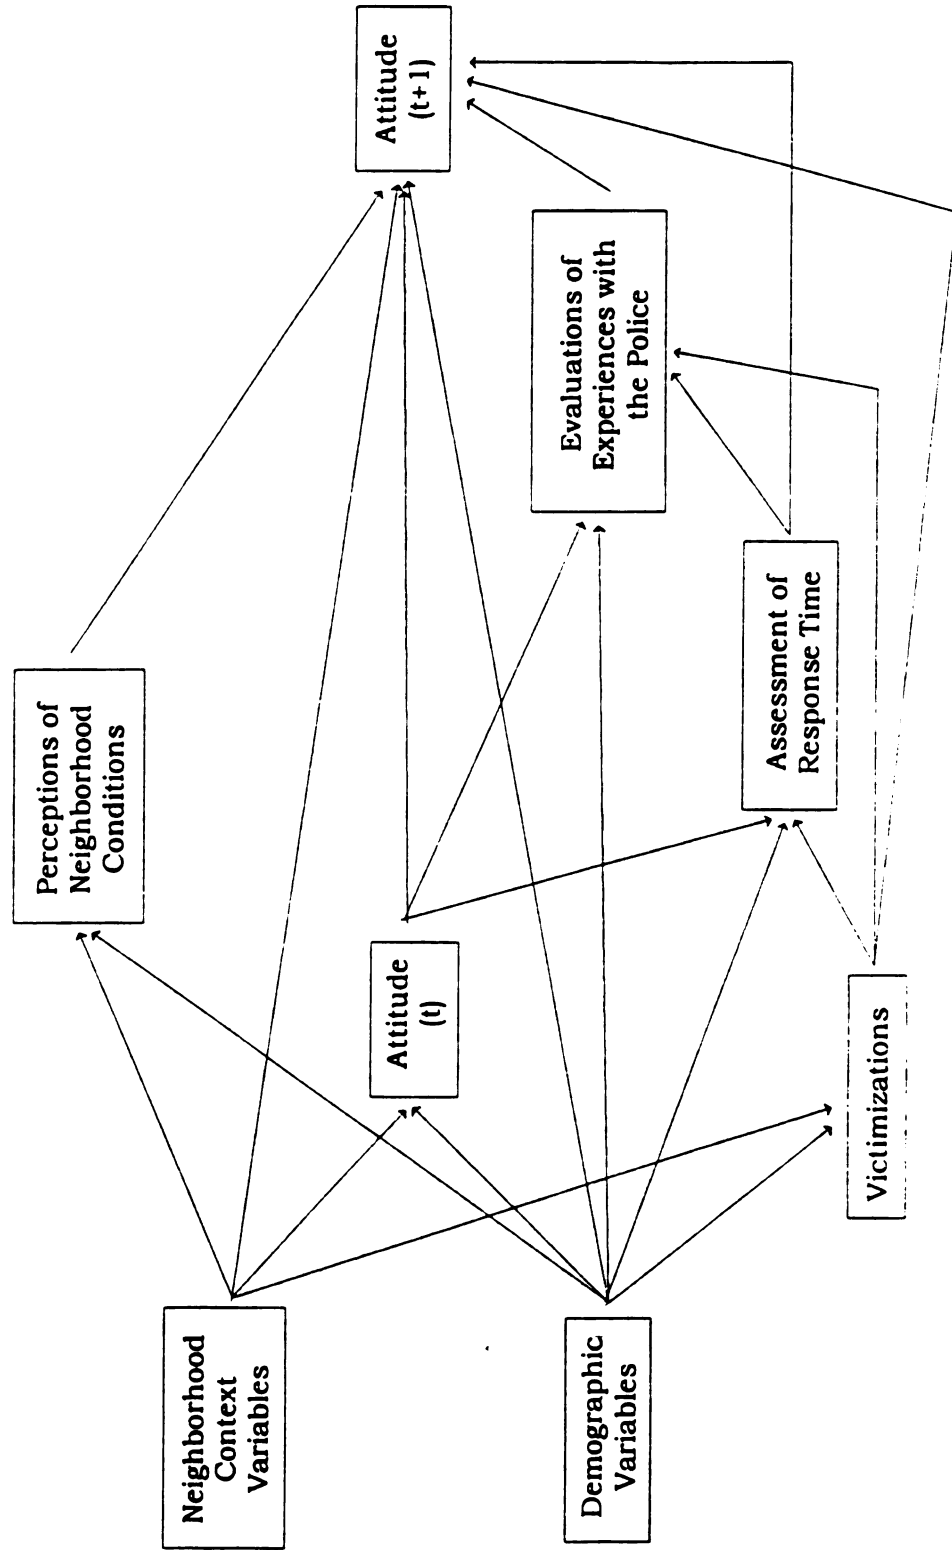 Neighborhood
Context
Variables
Demographic
Variables
Perceptions of
Neighborhood
Conditions
Attitude
(t)
Victimizations
Assessment of
Response Time
Evaluations of
Experiences with
the Police
Attitude
(t+1)